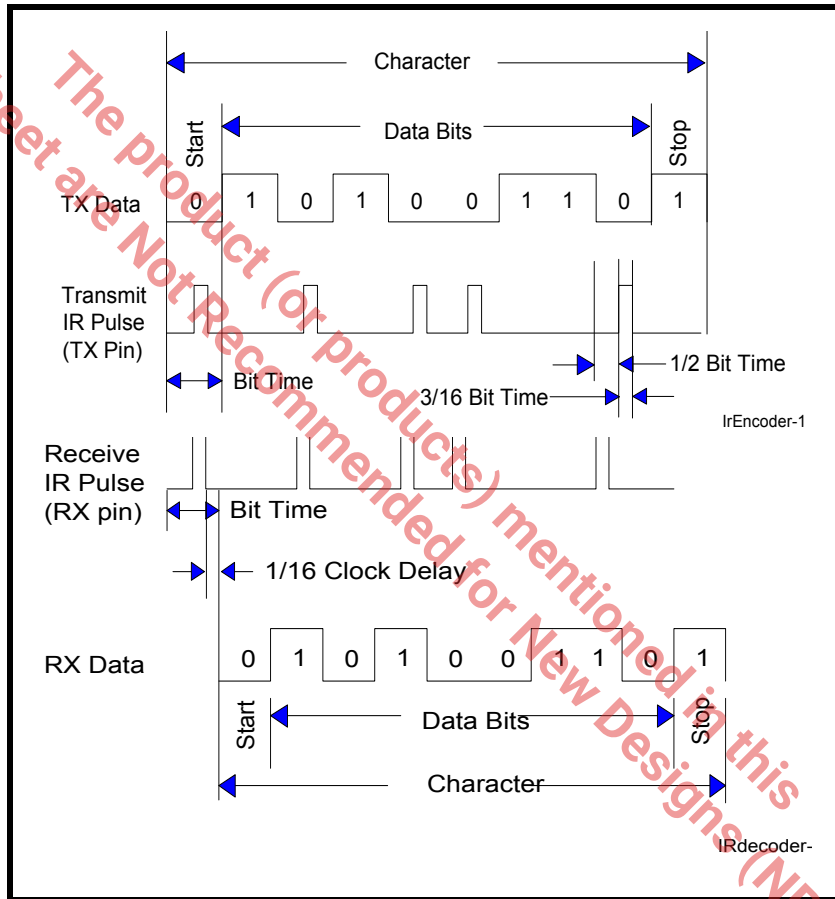 Character
Start
Data Bits
Stop
TX Data
0 1 0 1 0 0 1 1 0 1
Transmit
IR Pulse
(TX Pin)
Bit Time
1/2 Bit Time
3/16 Bit Time
IrEncoder-1
Receive
IR Pulse
(RX pin)
Bit Time
1/16 Clock Delay
RX Data
0 1 0 1 0 0 1 1 0 1
Start
Data Bits
Stop
Character
IRdecoder-
The product (or products) mentioned in this
eet are Not Recommended for New Designs (NR